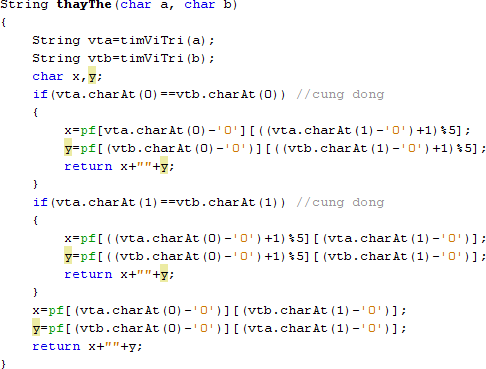 String thayThe(char a, char b)
{
    String vta=timViTri(a);
    String vtb=timViTri(b);
    char x,y;
    if(vta.charAt(0)==vtb.charAt(0)) //cung dong
    {
        x=pf[vta.charAt(0)-'0'][((vta.charAt(1)-'0')+1)%5];
        y=pf[(vtb.charAt(0)-'0')][((vtb.charAt(1)-'0')+1)%5];
        return x+""+y;
    }
    if(vta.charAt(1)==vtb.charAt(1)) //cung dong
    {
        x=pf[((vta.charAt(0)-'0')+1)%5][(vta.charAt(1)-'0')];
        y=pf[((vtb.charAt(0)-'0')+1)%5][(vtb.charAt(1)-'0')];
        return x+""+y;
    }
    x=pf[(vta.charAt(0)-'0')][(vtb.charAt(1)-'0')];
    y=pf[(vtb.charAt(0)-'0')][(vta.charAt(1)-'0')];
    return x+""+y;
}